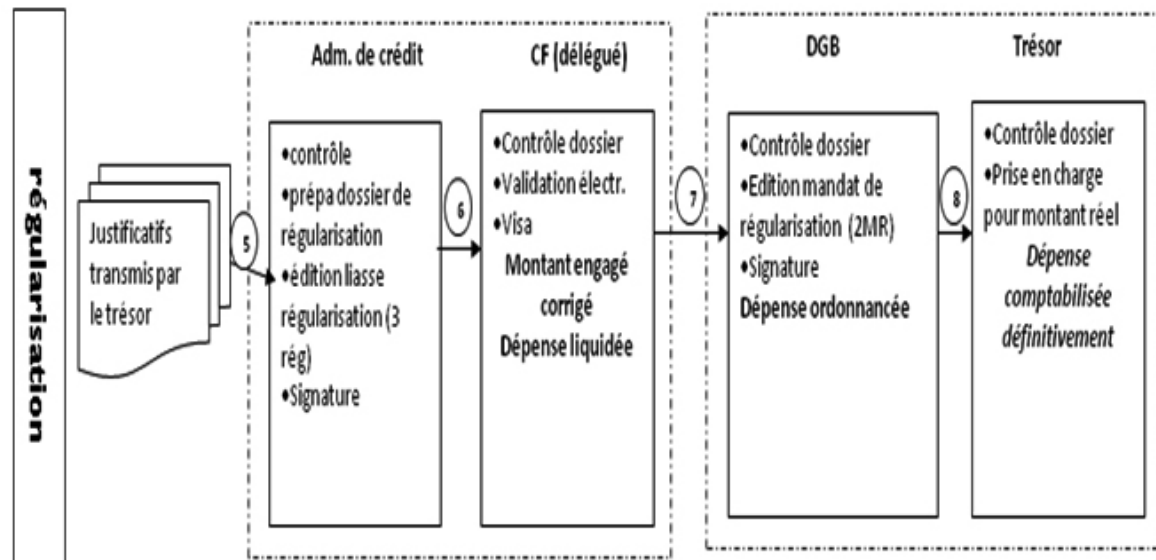 régularisation
Justificatifs
transmis par
le trésor
5
Adm. de crédit
•contrôle
•prépa dossier de
régularisation
•édition liasse
régularisation (3
rég)
•Signature
6
CF (délégué)
•Contrôle dossier
•Validation électr.
•Visa
Montant engagé
corrigé
Dépense liquidée
7
DGB
•Contrôle dossier
•Edition mandat de
régularisation (2MR)
•Signature
Dépense ordonnancée
8
Trésor
•Contrôle dossier
•Prise en charge
pour montant réel
Dépense
comptabilisée
définitivement